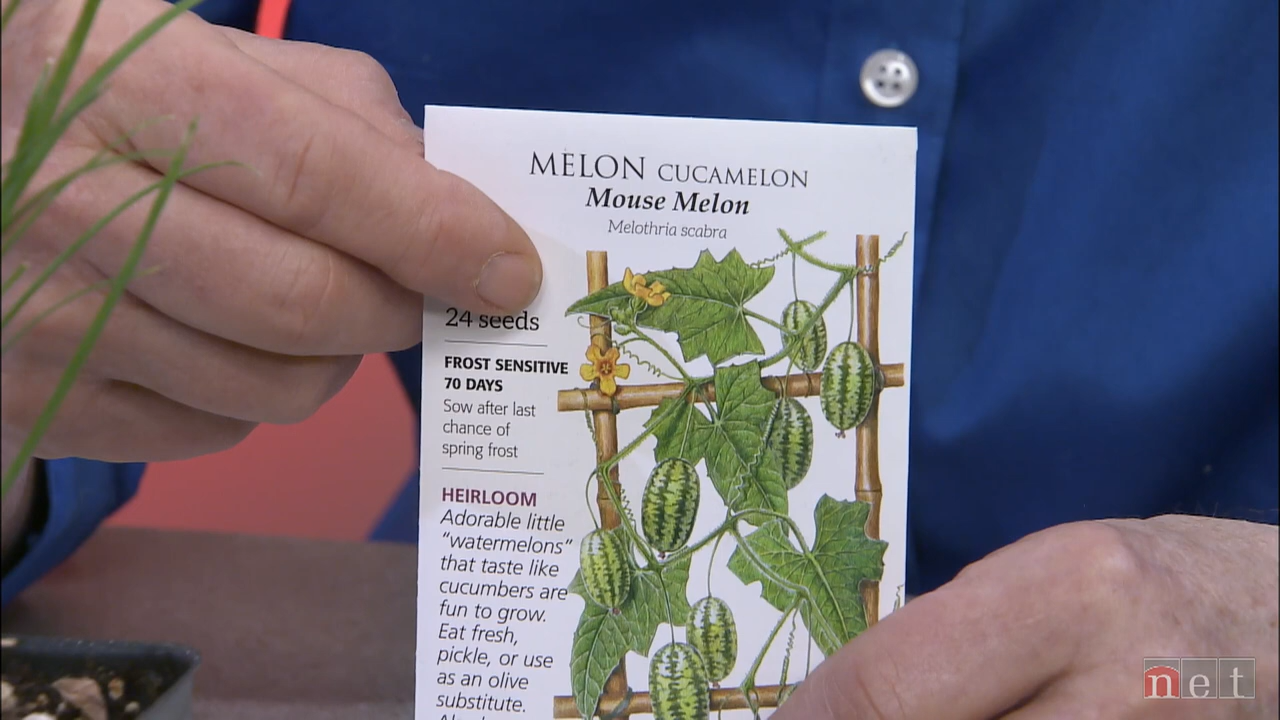 MELON CUCAMELON
Mouse Melon
Melothria scabra
24 seeds
FROST SENSITIVE
70 DAYS
Sow after last
chance of
spring frost
HEIRLOOM
Adorable little
“watermelons”
that taste like
cucumbers are
fun to grow.
Eat fresh,
pickle, or use
as an olive
substitute.
net